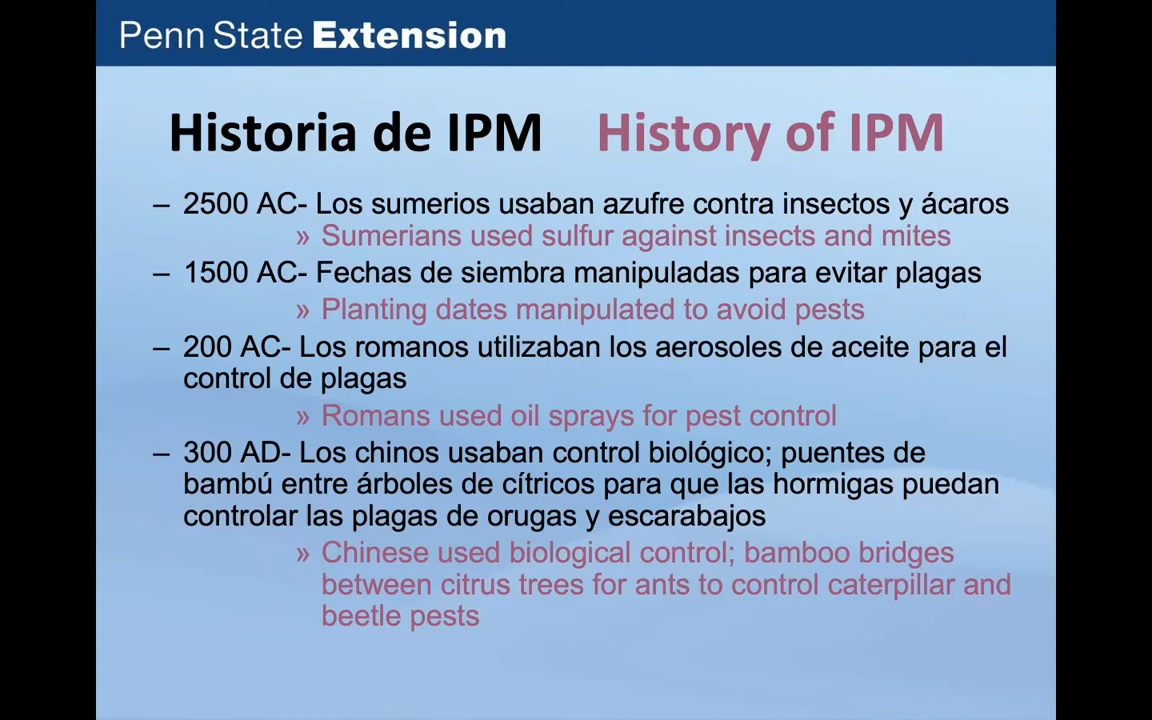 Penn State Extension
Historia de IPM History of IPM
– 2500 AC- Los sumerios usaban azufre contra insectos y ácaros
» Sumerians used sulfur against insects and mites
– 1500 AC- Fechas de siembra manipuladas para evitar plagas
» Planting dates manipulated to avoid pests
– 200 AC- Los romanos utilizaban los aerosoles de aceite para el
control de plagas
» Romans used oil sprays for pest control
– 300 AD- Los chinos usaban control biológico; puentes de
bambú entre árboles de cítricos para que las hormigas puedan
controlar las plagas de orugas y escarabajos
» Chinese used biological control; bamboo bridges
between citrus trees for ants to control caterpillar and
beetle pests